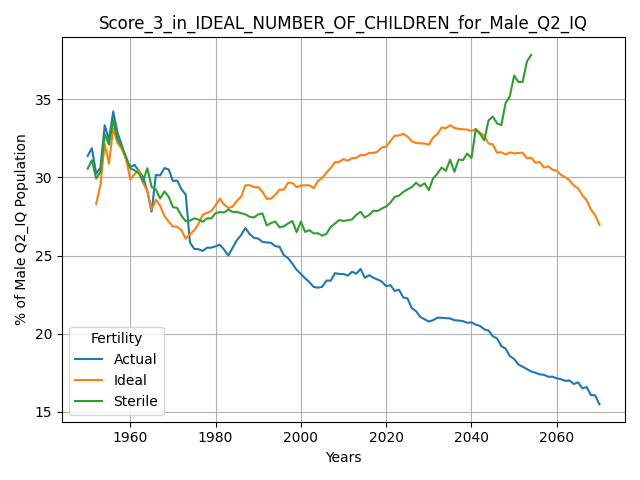 Score_3_in_IDEAL_NUMBER_OF_CHILDREN_for_Male_Q2_IQ
% of Male Q2_IQ Population
35
30
25
20
15
Fertility
Actual
Ideal
Sterile
1960 1980 2000 2020 2040 2060
Years